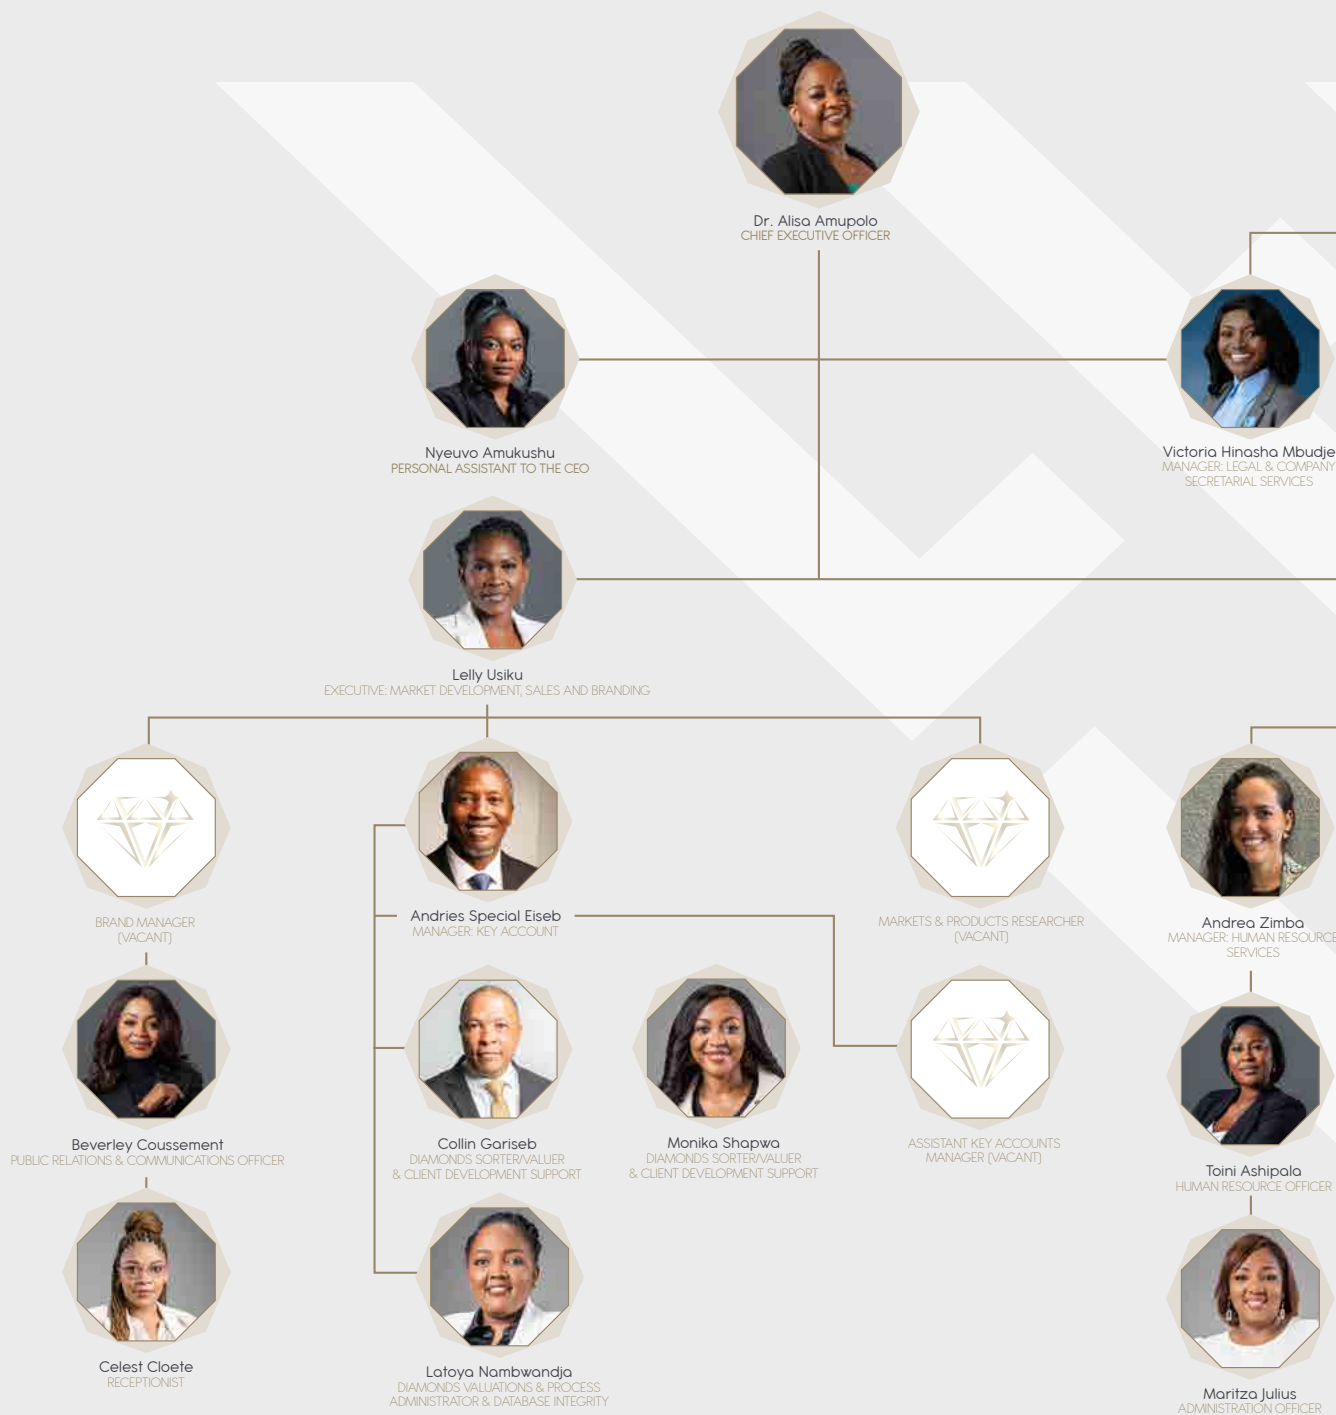 Dr. Alisa Amupolo
CHIEF EXECUTIVE OFFICER
Nyeuvo Amukushu
PERSONAL ASSISTANT TO THE CEO
Victoria Hinasha Mbudje
MANAGER: LEGAL & COMPANY
SECRETARIAL SERVICES
Lelly Usiku
EXECUTIVE: MARKET DEVELOPMENT, SALES AND BRANDING
BRAND MANAGER
(VACANT)
Andries Special Eiseb
MANAGER: KEY ACCOUNT
MARKETS & PRODUCTS RESEARCHER
(VACANT)
Andrea Zimba
MANAGER: HUMAN RESOURCE
SERVICES
Beverley Coussement
PUBLIC RELATIONS & COMMUNICATIONS OFFICER
Collin Gariseb
DIAMONDS SORTER/VALUER
& CLIENT DEVELOPMENT SUPPORT
Monika Shapwa
DIAMONDS SORTER/VALUER
& CLIENT DEVELOPMENT SUPPORT
ASSISTANT KEY ACCOUNTS
MANAGER (VACANT)
Toini Ashipala
HUMAN RESOURCE OFFICER
Celest Cloete
RECEPTIONIST
Latoya Nambwandja
DIAMONDS VALUATIONS & PROCESS
ADMINISTRATOR & DATABASE INTEGRITY
Maritza Julius
ADMINISTRATION OFFICER